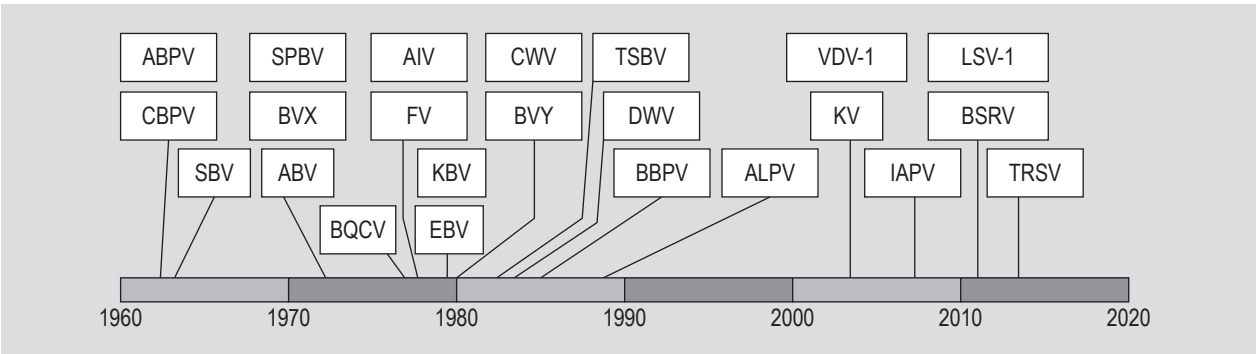 ABPV SPBV AIV CWV TSBV VDV-1 LSV-1
CBPV BVX FV BVY DWV KV BSRV
SBV ABV KBV BBPV ALPV IAPV TRSV
BQCV EBV
1960 1970 1980 1990 2000 2010 2020